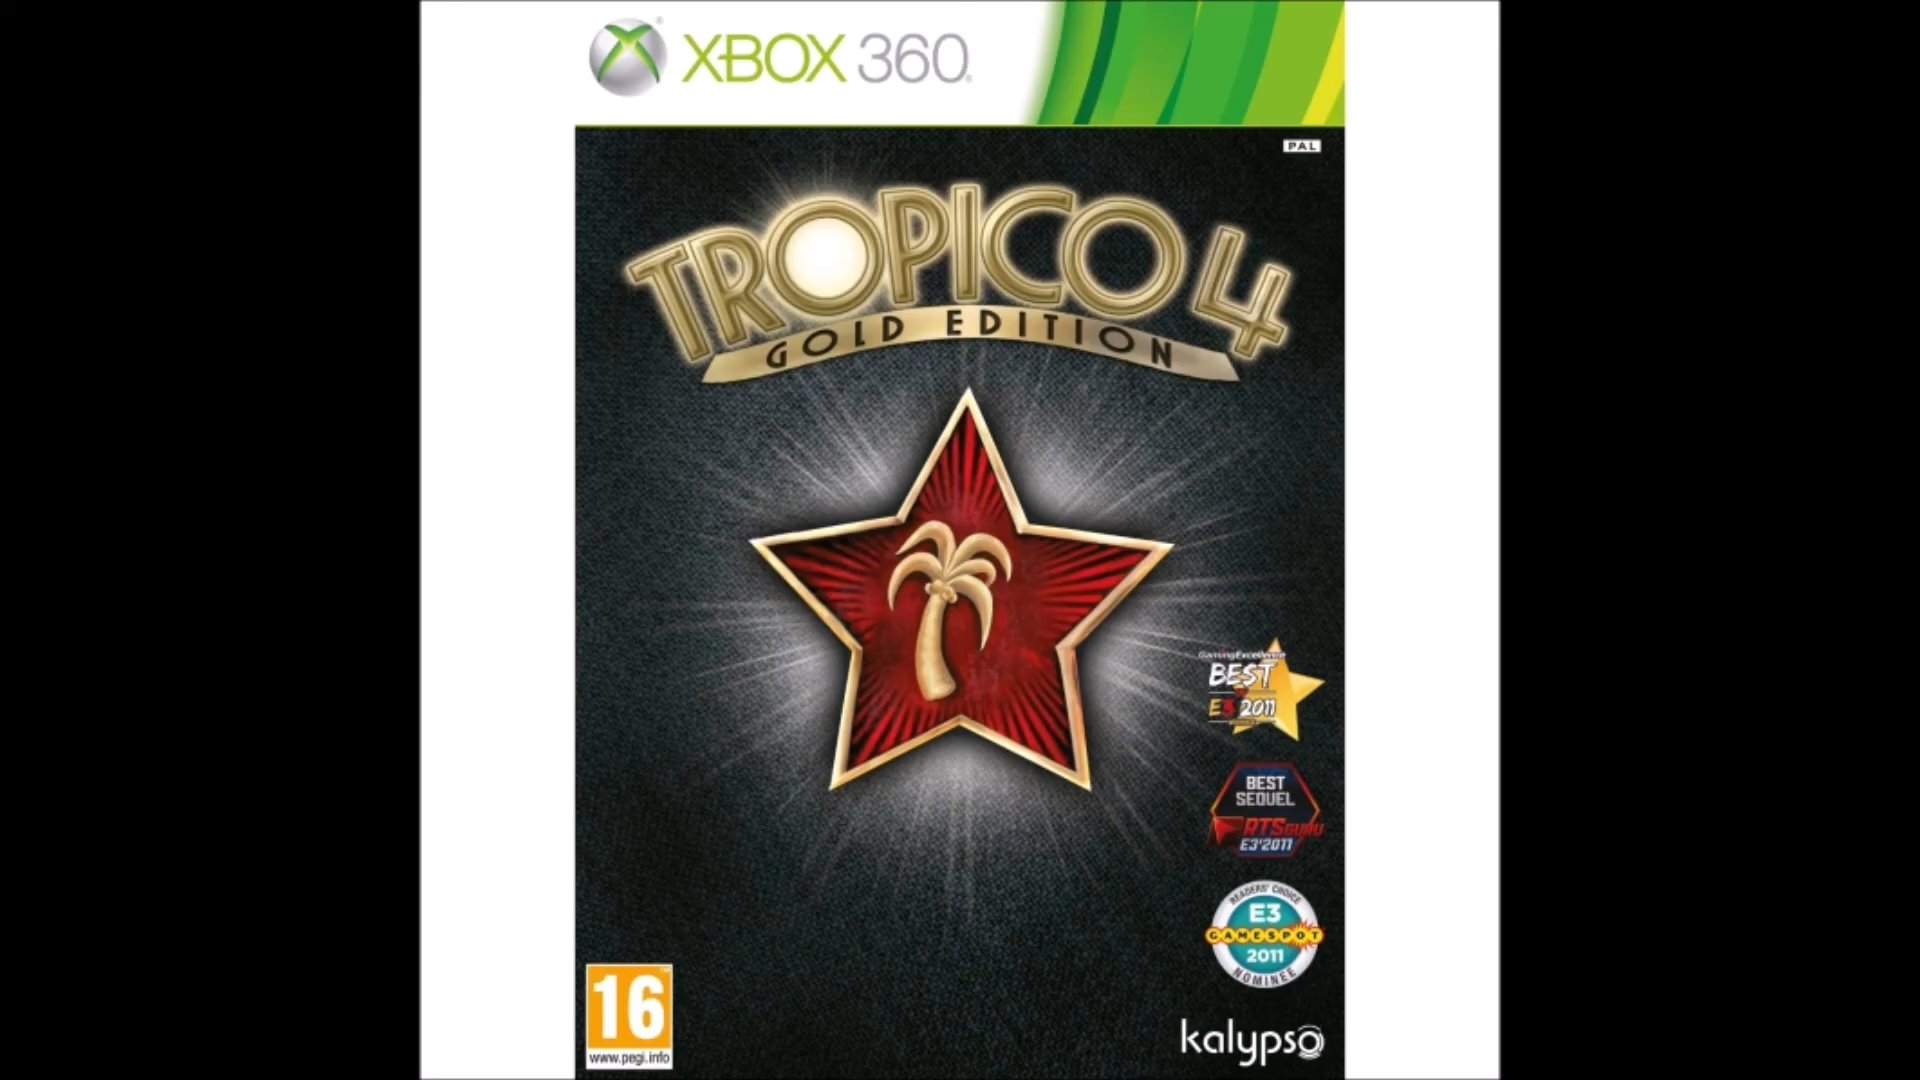 XBOX 360
PAL
TROPICO 4
GOLD EDITION
GamingExcellence
BEST
E3 2011
BEST
SEQUEL
RTSGURU
E3'2011
READERS' CHOICE
E3
GAMESPOT
2011
NOMINEE
16
www.pegi.info
kalypso